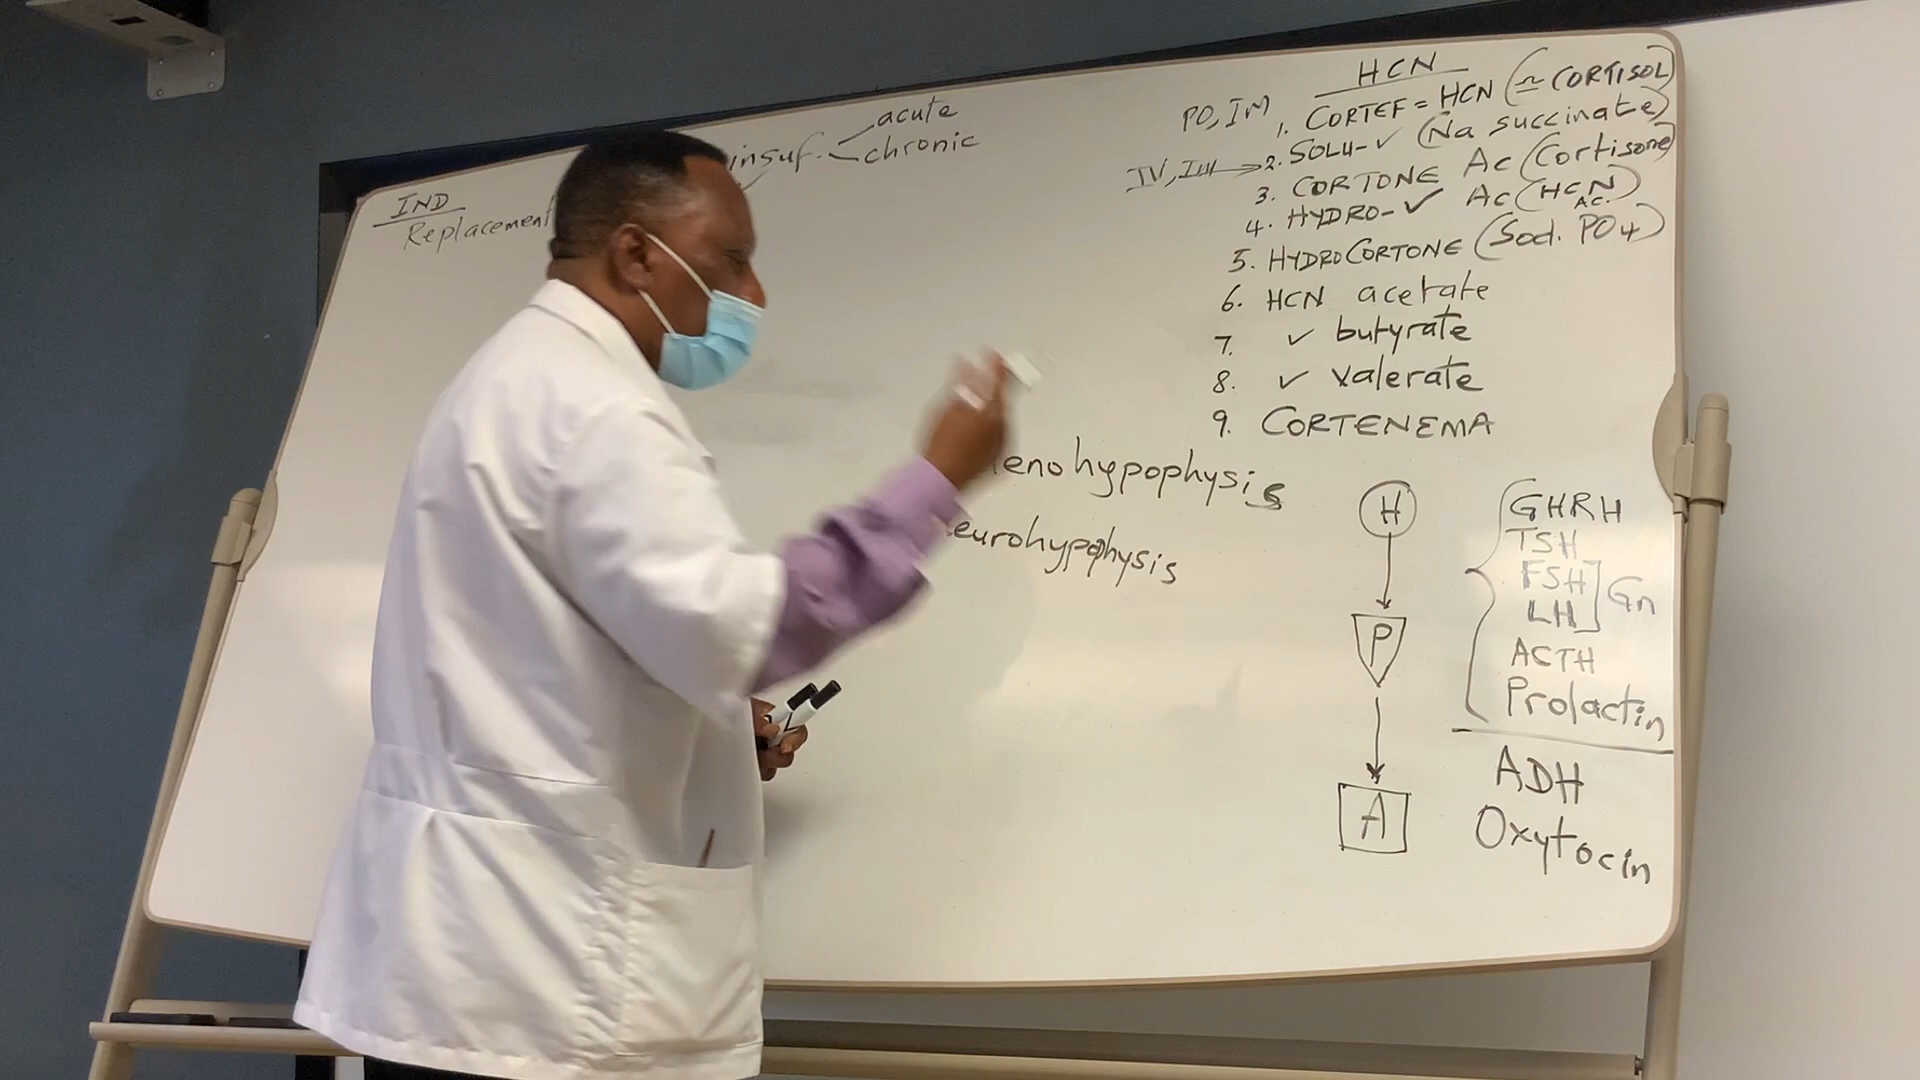 IND
Replacement
insuf.
acute
chronic
HCN
PO, IM
1. CORTEF = HCN (≃ CORTISOL)
IV, IM → 2. SOLU- ✓ (Na succinate)
3. CORTONE Ac (Cortisone)
4. HYDRO- ✓ Ac (HCN Ac.)
5. HYDROCORTONE (Sod. PO4)
6. HCN acetate
7. ✓ butyrate
8. ✓ valerate
9. CORTENEMA
enohypophysis
eurohypophysis
H
P
A
GHRH
TSH
FSH
LH
Gn
ACTH
Prolactin
ADH
Oxytocin